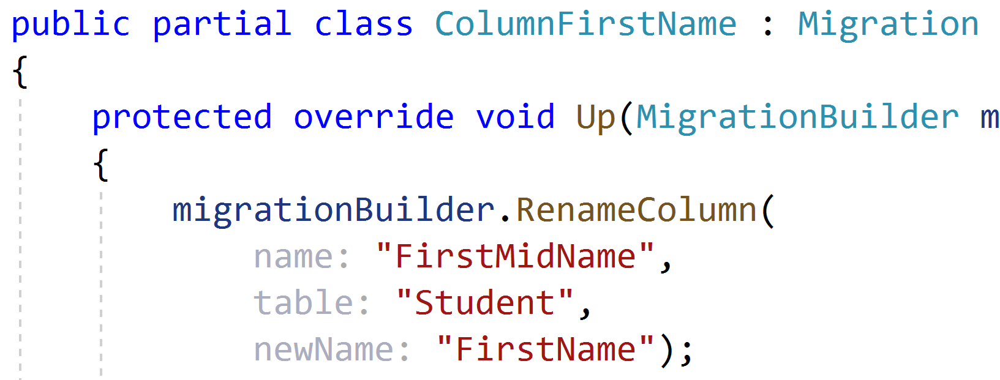 public partial class ColumnFirstName : Migration
{
protected override void Up(MigrationBuilder m
{
migrationBuilder.RenameColumn(
name: "FirstMidName",
table: "Student",
newName: "FirstName");